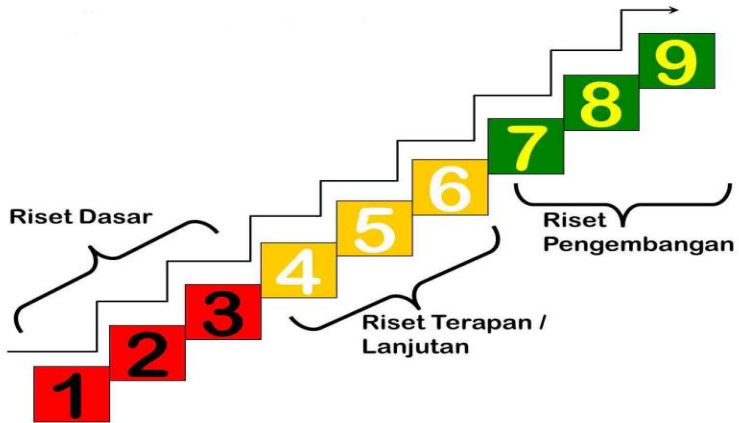 Riset Dasar
1
2
3
4
5
6
7
8
9
Riset Terapan /
Lanjutan
Riset
Pengembangan